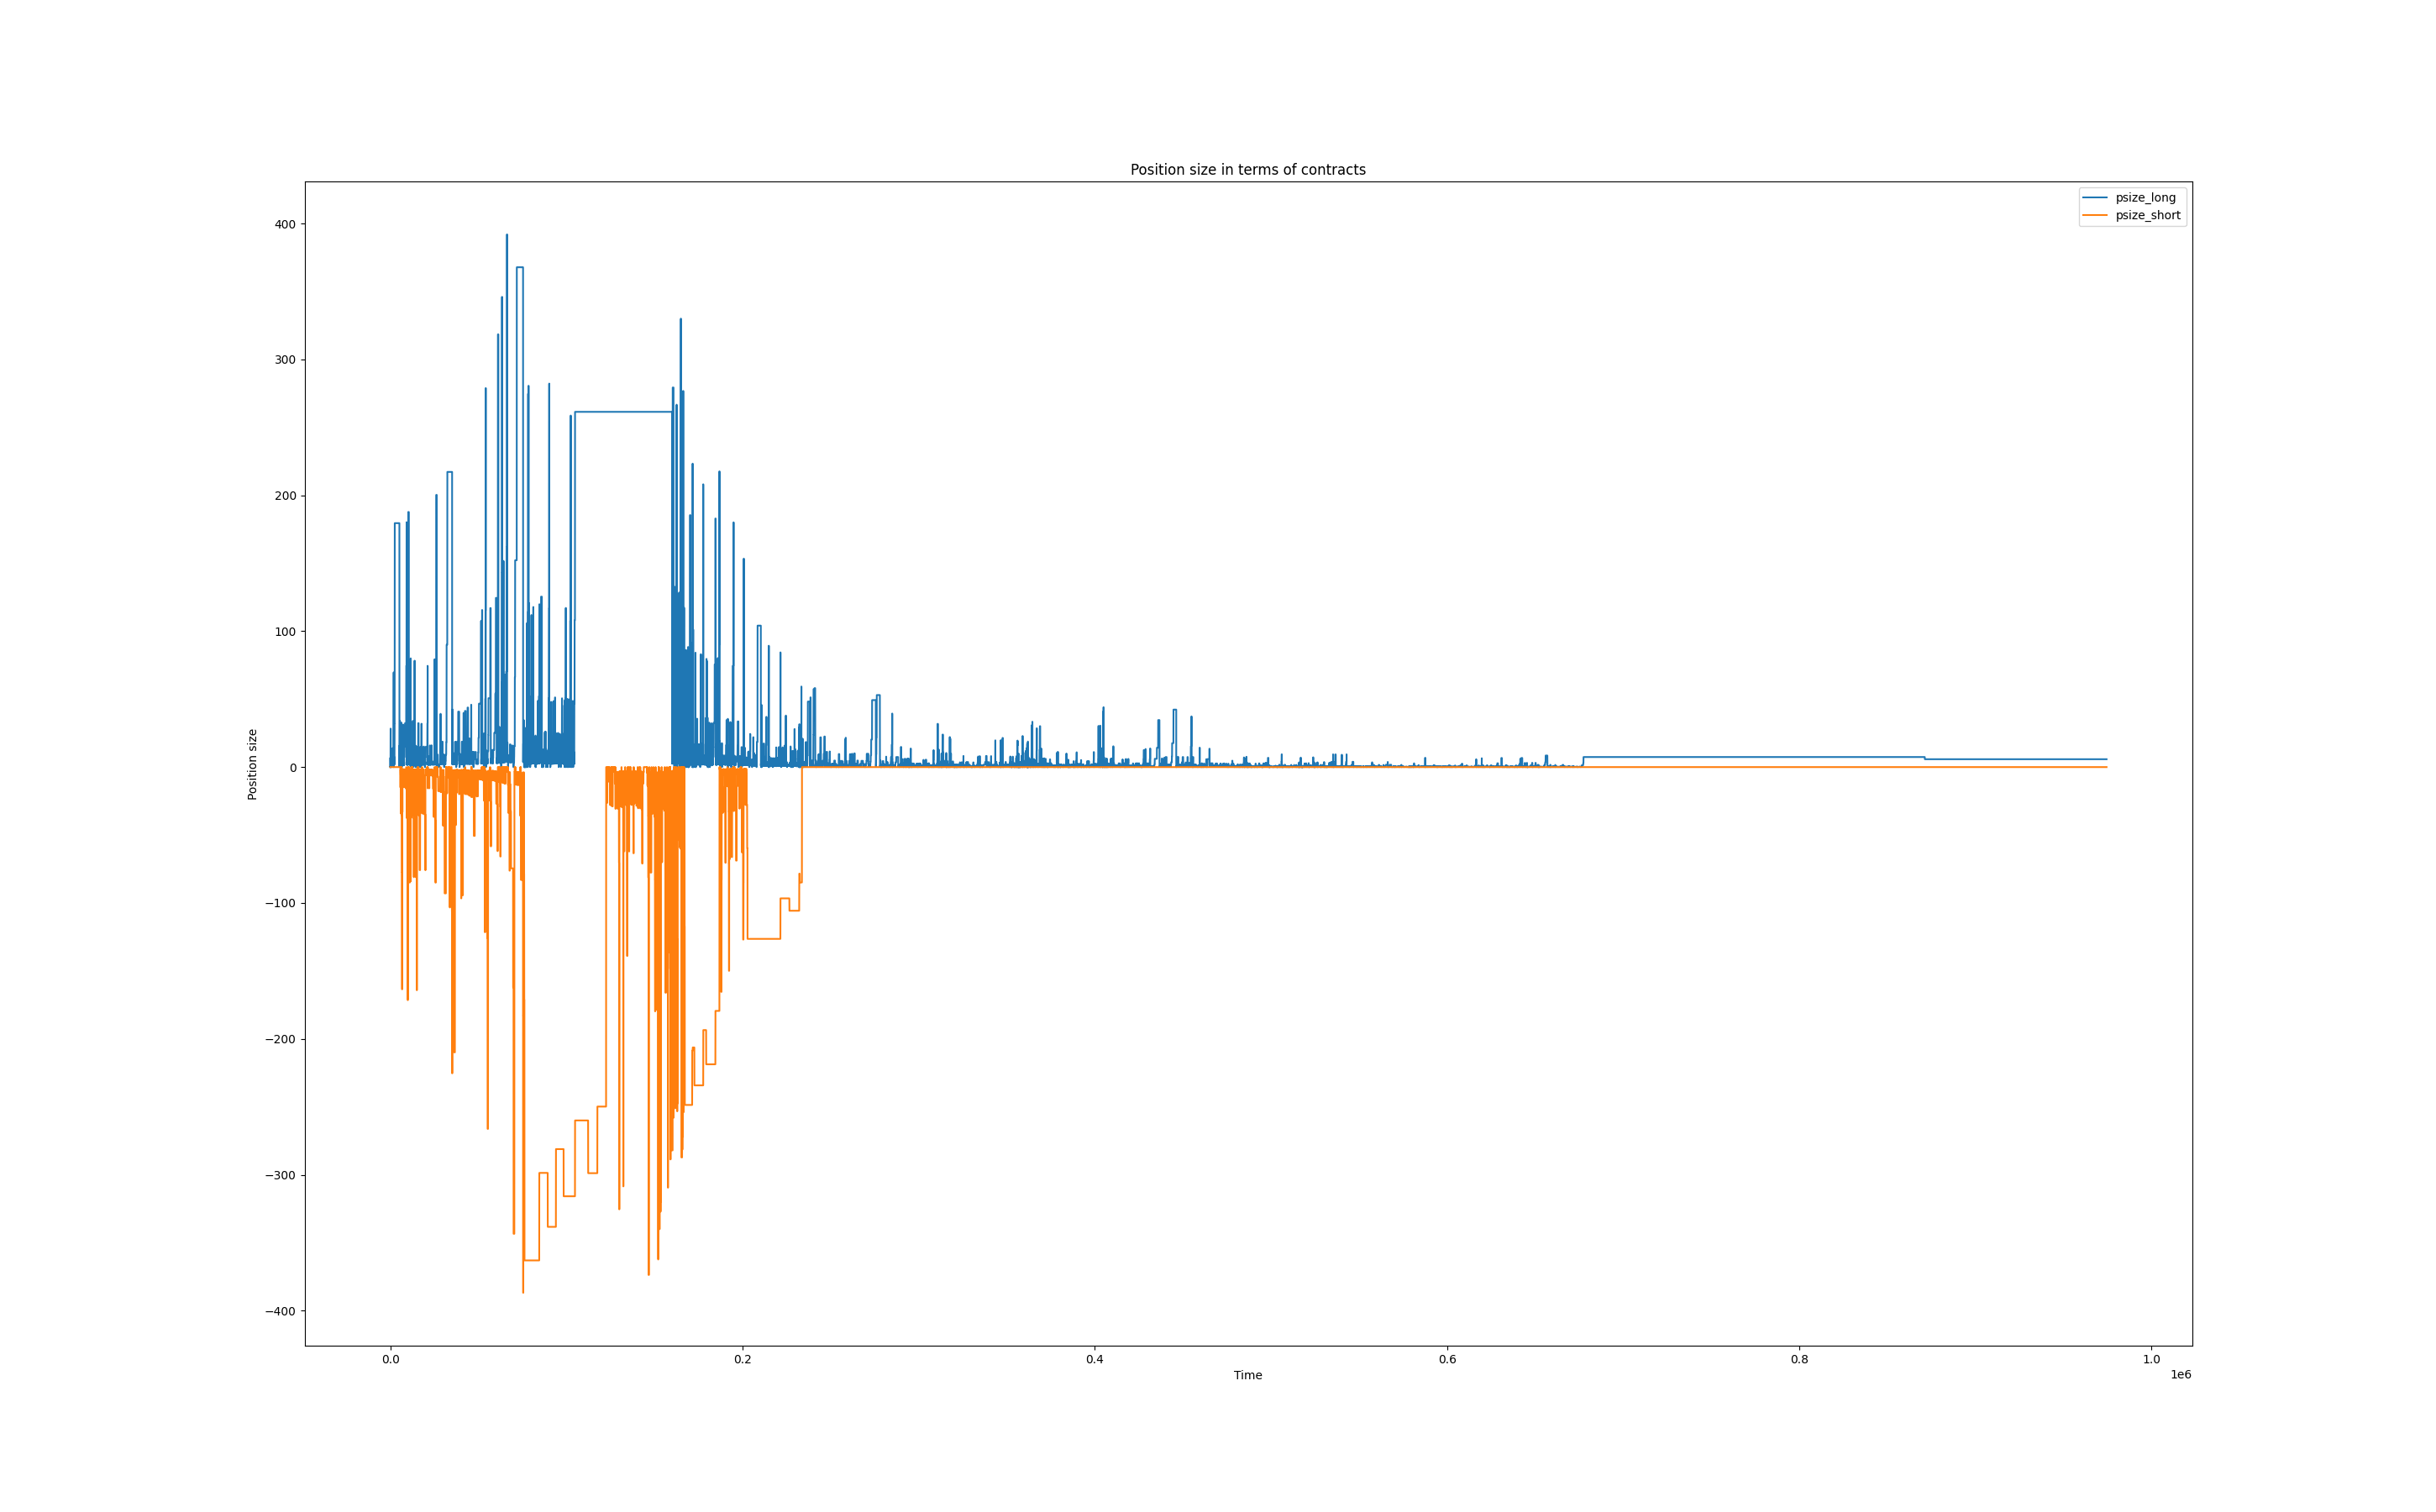 Position size in terms of contracts
psize_long
psize_short
400
300
200
100
0
−100
−200
−300
−400
Position size
0.0 0.2 0.4 0.6 0.8 1.0
Time
1e6